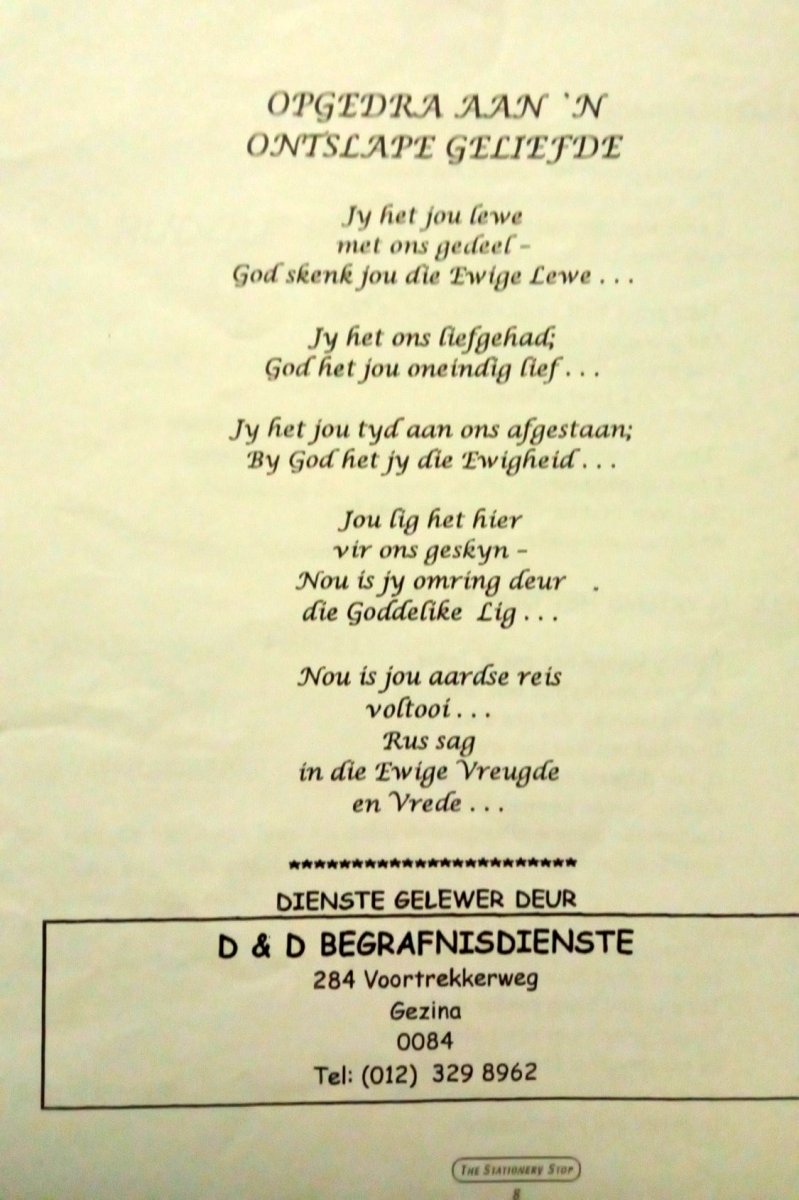 OPGEDRA AAN `N
ONTSLAPE GELIEFDE
Jy het jou lewe
met ons gedeel –
God skenk jou die Ewige Lewe . . .
Jy het ons liefgehad;
God het jou oneindig lief . . .
Jy het jou tyd aan ons afgestaan;
By God het jy die Ewigheid . . .
Jou lig het hier
vir ons geskyn –
Nou is jy omring deur
die Goddelike Lig . . .
Nou is jou aardse reis
voltooi . . .
Rus sag
in die Ewige Vreugde
en Vrede . . .
***********************
DIENSTE GELEWER DEUR
D & D BEGRAFNISDIENSTE
284 Voortrekkerweg
Gezina
0084
Tel: (012) 329 8962
THE STATIONERY STOP
8